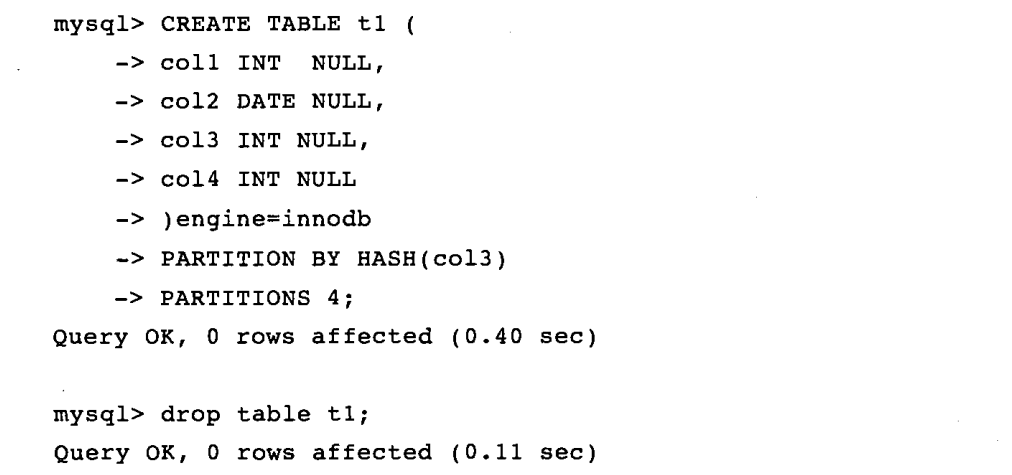 mysql> CREATE TABLE t1 (
-> col1 INT  NULL,
-> col2 DATE NULL,
-> col3 INT NULL,
-> col4 INT NULL
-> )engine=innodb
-> PARTITION BY HASH(col3)
-> PARTITIONS 4;
Query OK, 0 rows affected (0.40 sec)
mysql> drop table t1;
Query OK, 0 rows affected (0.11 sec)